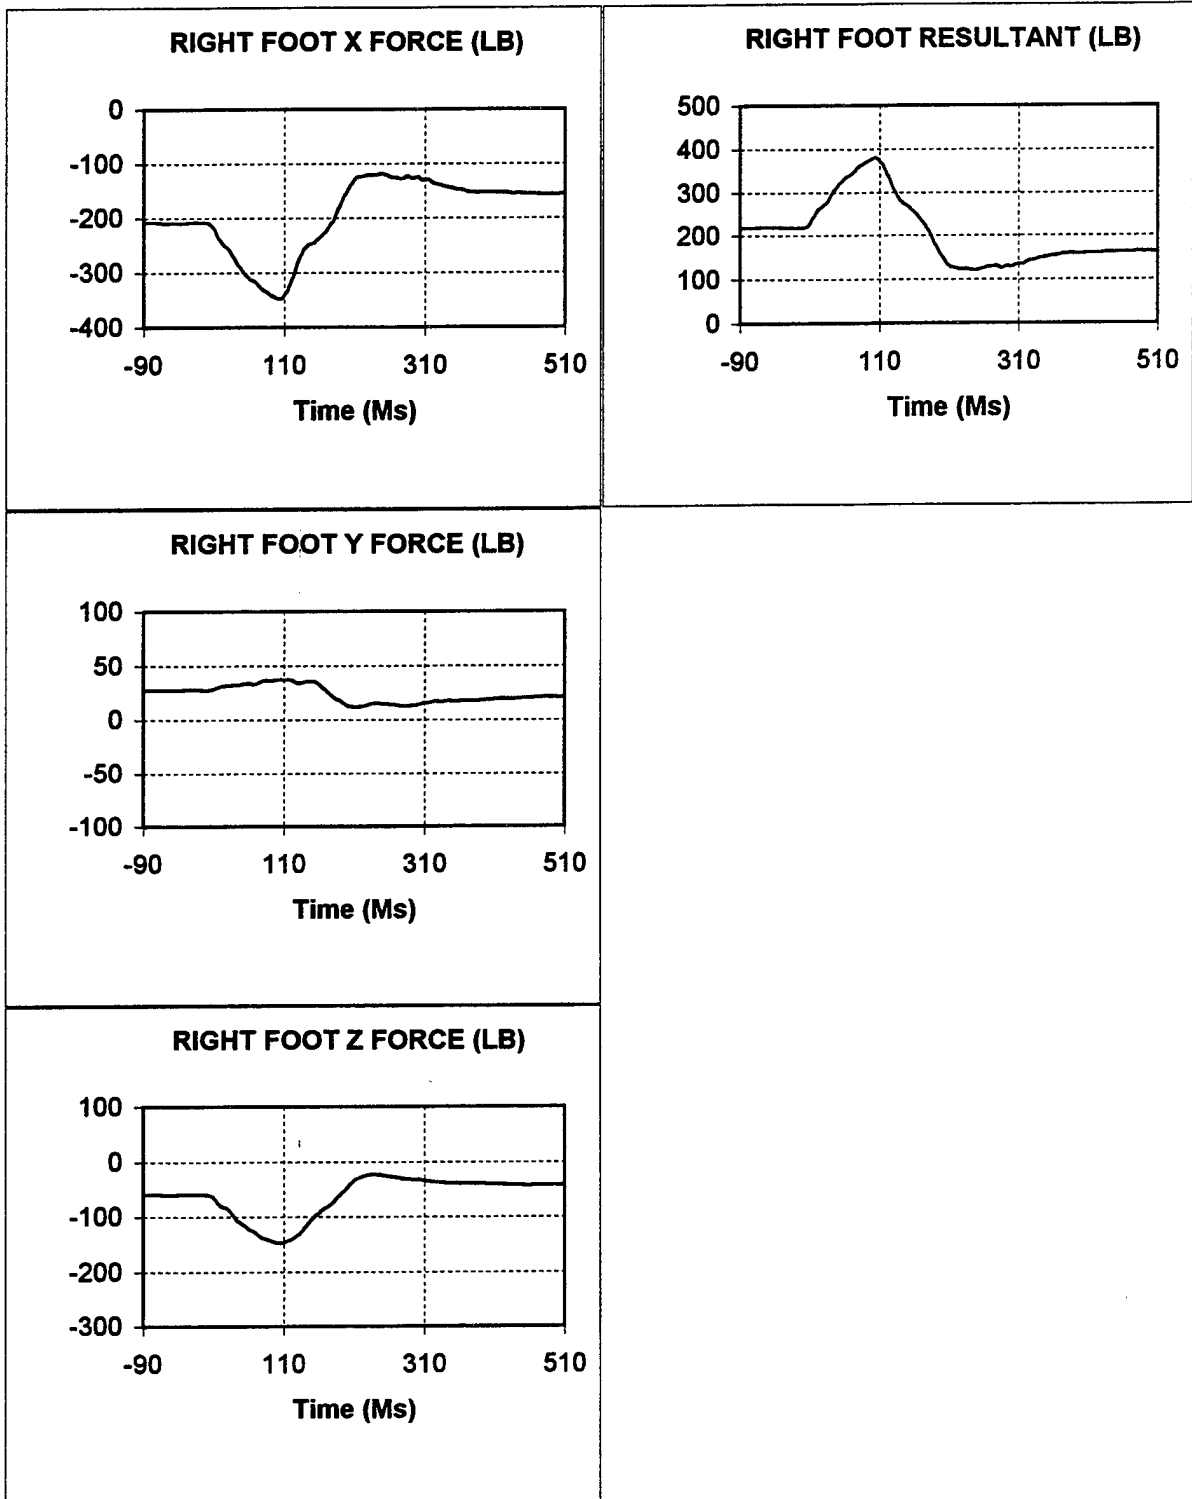 RIGHT FOOT X FORCE (LB)
0
-100
-200
-300
-400
-90 110 310 510
Time (Ms)
RIGHT FOOT RESULTANT (LB)
500
400
300
200
100
0
-90 110 310 510
Time (Ms)
RIGHT FOOT Y FORCE (LB)
100
50
0
-50
-100
-90 110 310 510
Time (Ms)
RIGHT FOOT Z FORCE (LB)
100
0
-100
-200
-300
-90 110 310 510
Time (Ms)